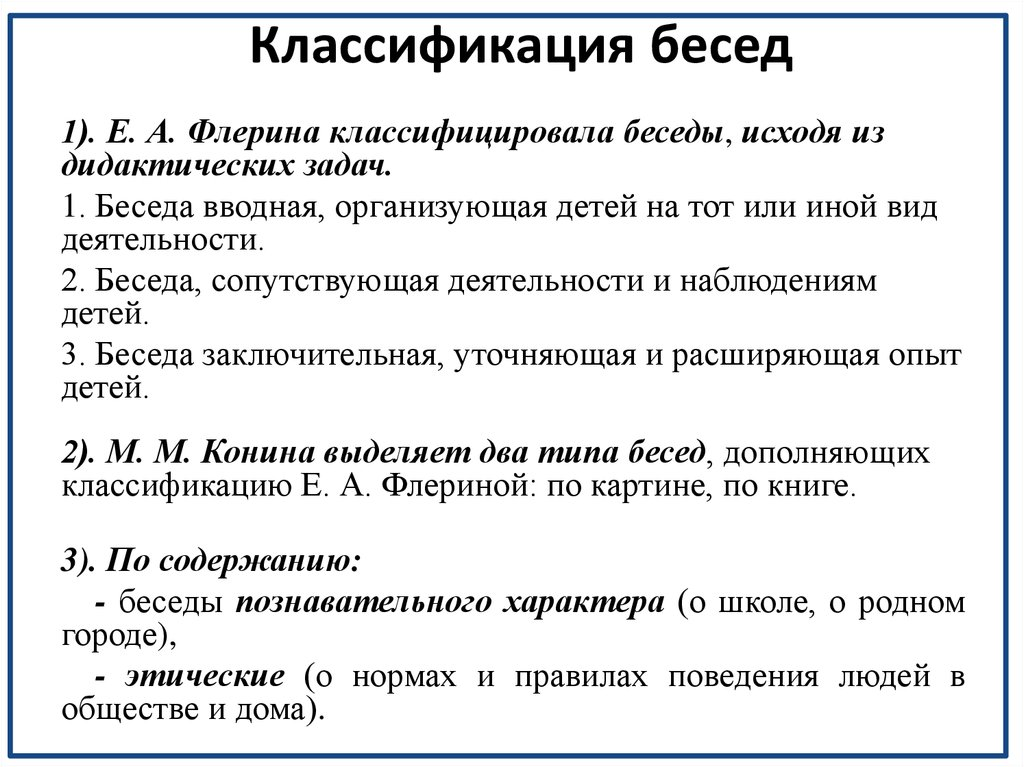 Классификация бесед
1). Е. А. Флерина классифицировала беседы, исходя из
дидактических задач.
1. Беседа вводная, организующая детей на тот или иной вид
деятельности.
2. Беседа, сопутствующая деятельности и наблюдениям
детей.
3. Беседа заключительная, уточняющая и расширяющая опыт
детей.
2). М. М. Конина выделяет два типа бесед, дополняющих
классификацию Е. А. Флериной: по картине, по книге.
3). По содержанию:
- беседы познавательного характера (о школе, о родном
городе),
- этические (о нормах и правилах поведения людей в
обществе и дома).